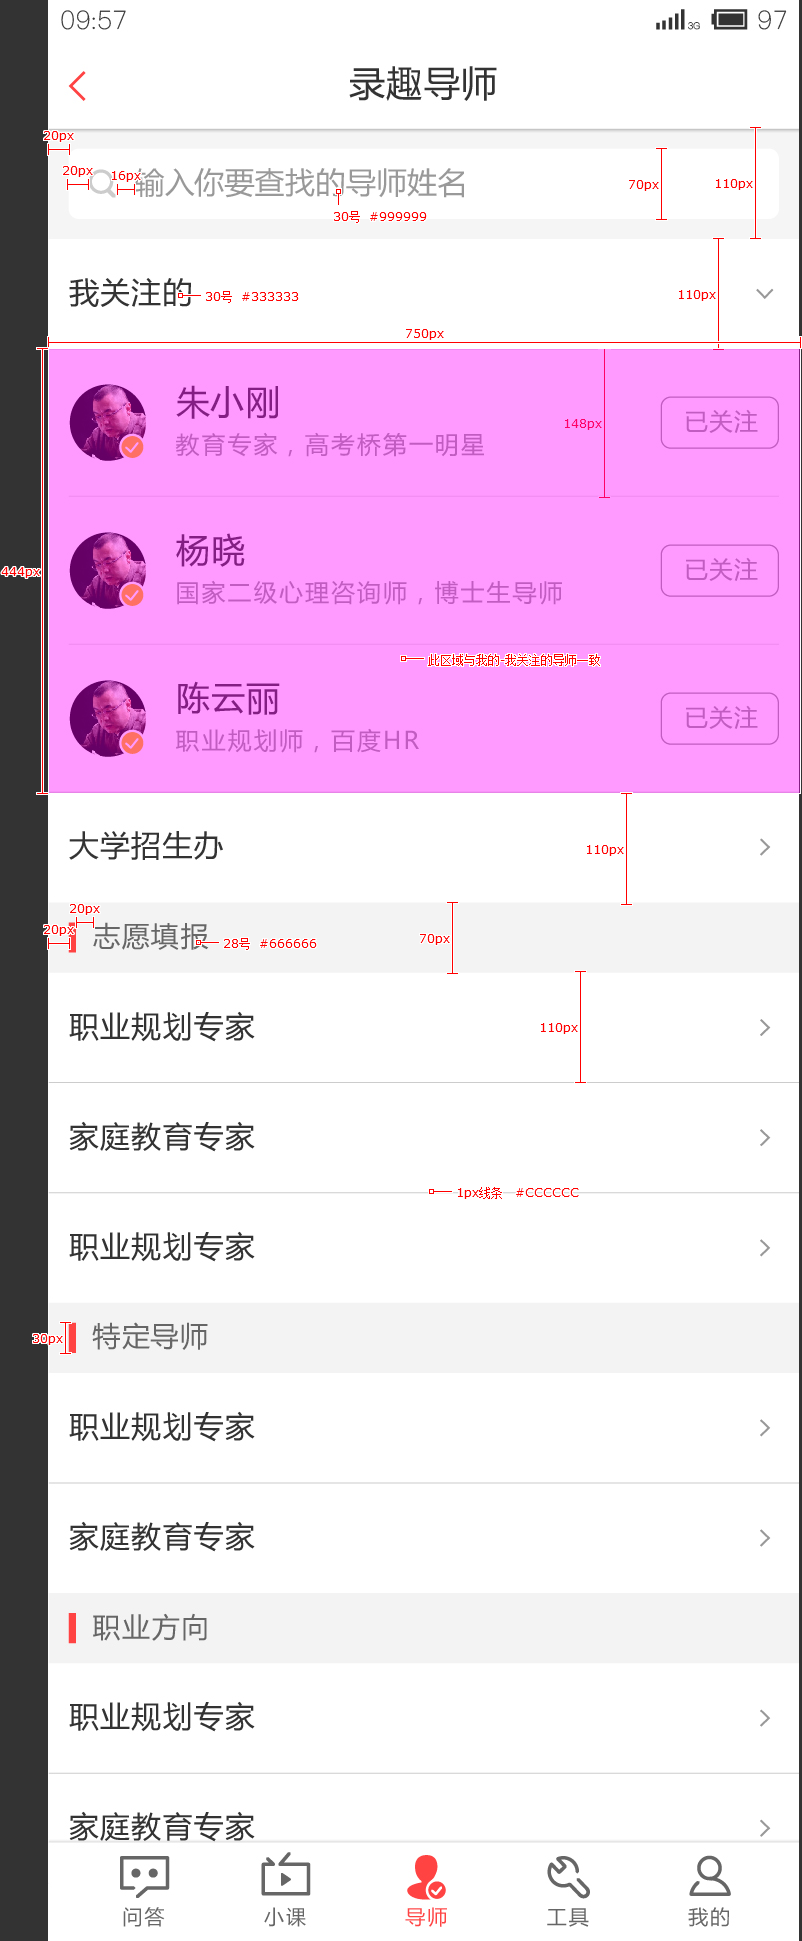 09:57
3G 97
录趣导师
20px
20px 16px 输入你要查找的导师姓名 70px 110px
30号 #999999
我关注的 30号 #333333 110px
750px
朱小刚
教育专家，高考桥第一明星 148px 已关注
杨晓
国家二级心理咨询师，博士生导师 已关注
444px
此区域与我的-我关注的导师一致
陈云丽
职业规划师，百度HR 已关注
大学招生办 110px
20px
20px 志愿填报 28号 #666666 70px
职业规划专家 110px
家庭教育专家
1px线条 #CCCCCC
职业规划专家
30px 特定导师
职业规划专家
家庭教育专家
职业方向
职业规划专家
家庭教育专家
问答 小课 导师 工具 我的